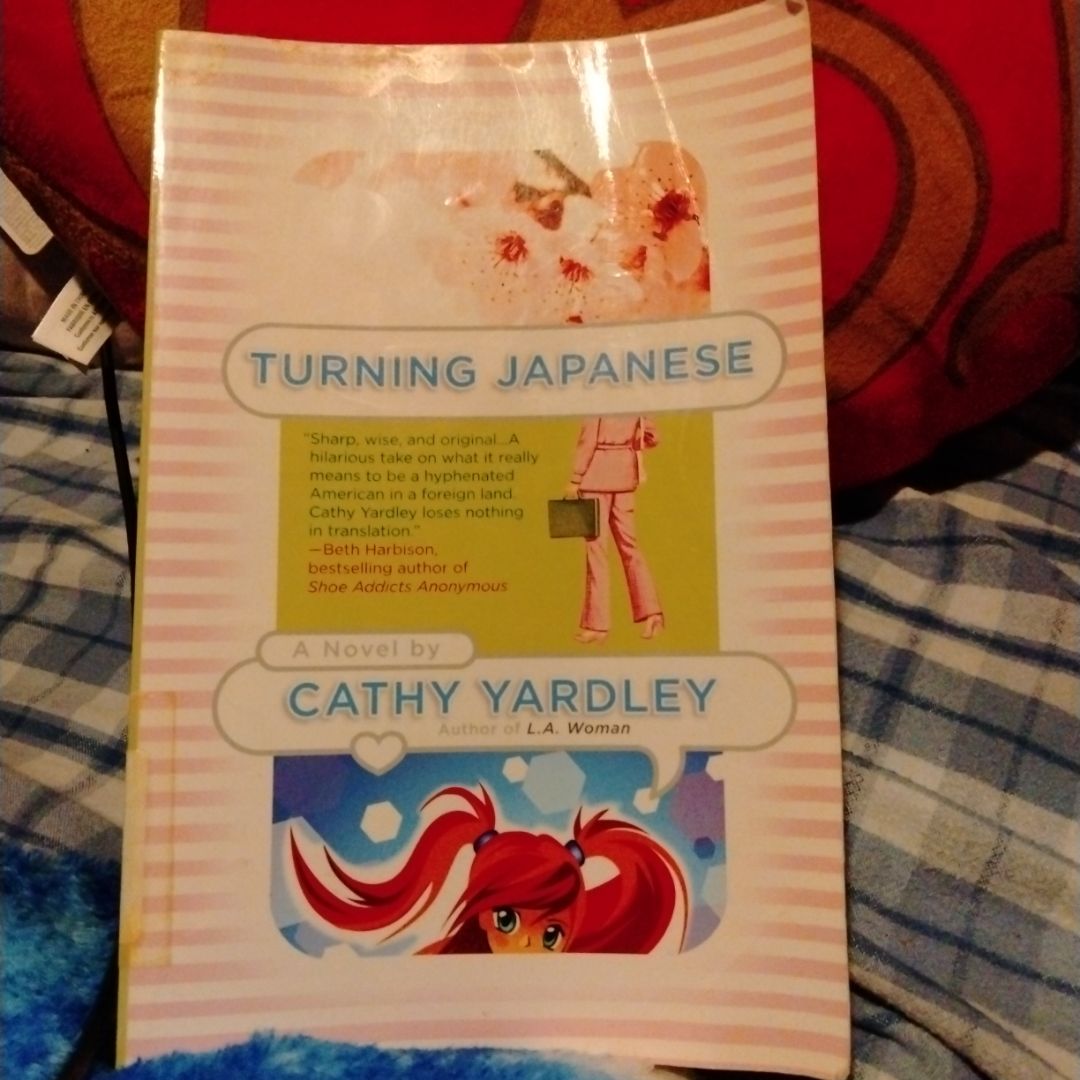 TURNING JAPANESE
"Sharp, wise, and original...A
hilarious take on what it really
means to be a hyphenated
American in a foreign land.
Cathy Yardley loses nothing
in translation."
—Beth Harbison,
bestselling author of
Shoe Addicts Anonymous
A Novel by
CATHY YARDLEY
Author of L.A. Woman